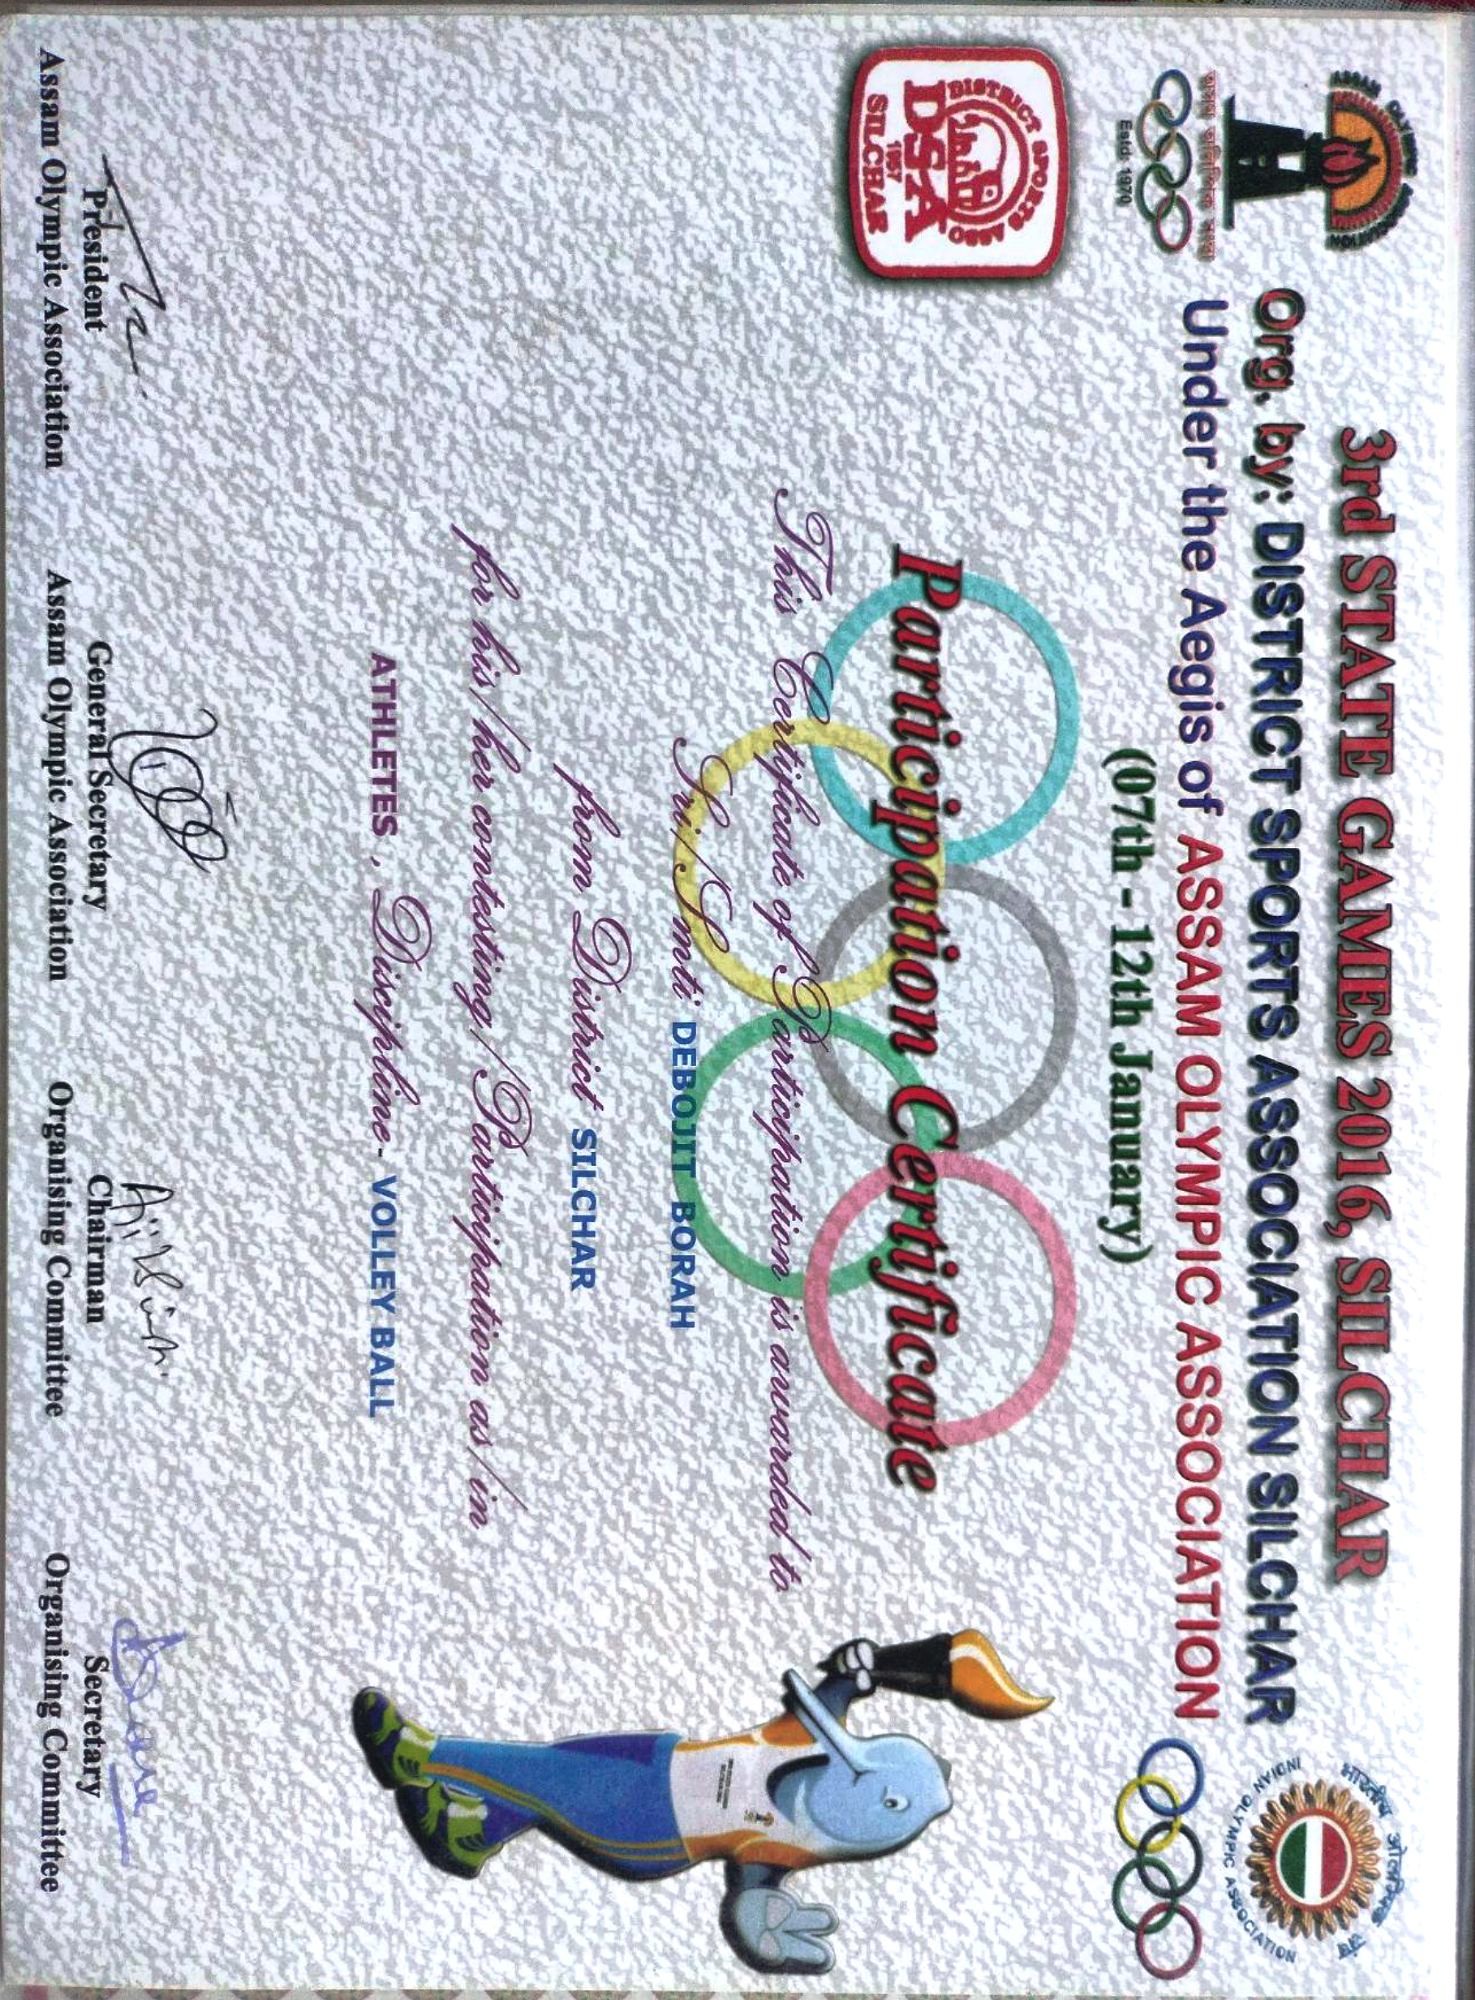 3rd STATE GAMES 2016, SILCHAR
Org. by: DISTRICT SPORTS ASSOCIATION SILCHAR
Under the Aegis of ASSAM OLYMPIC ASSOCIATION
(07th - 12th January)
ASSAM OLYMPIC ASSOCIATION
Estd: 1970
भारतीय ओलम्पिक संघ
INDIAN OLYMPIC ASSOCIATION
DISTRICT SPORTS ASSO
DSA
1957
SILCHAR
Participation Certificate
This Certificate of Participation is awarded to
Sri/Smti DEBOJIT BORAH
from District SILCHAR
for his/her contesting/Participation as/in
ATHLETES , Discipline- VOLLEY BALL
President
Assam Olympic Association
General Secretary
Assam Olympic Association
Chairman
Organising Committee
Secretary
Organising Committee